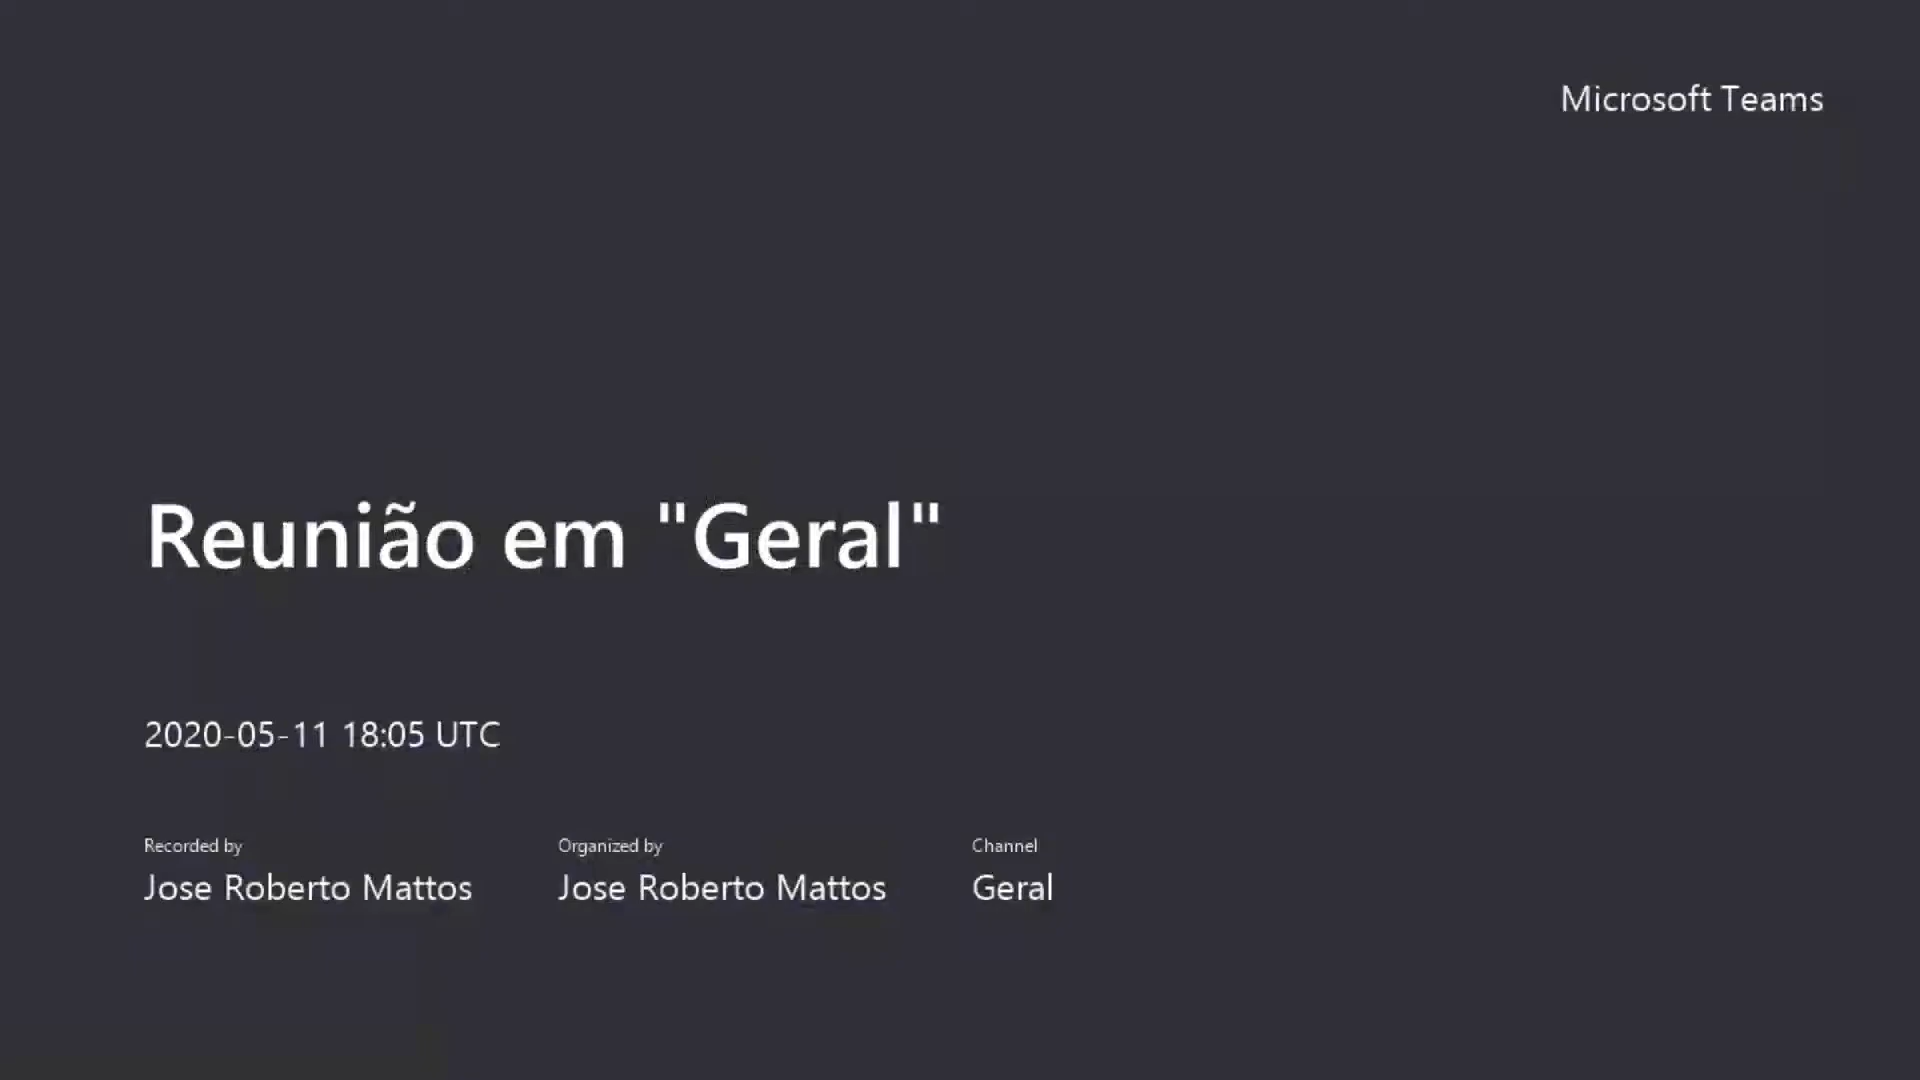 Microsoft Teams
Reunião em "Geral"
2020-05-11 18:05 UTC
Recorded by
Jose Roberto Mattos
Organized by
Jose Roberto Mattos
Channel
Geral